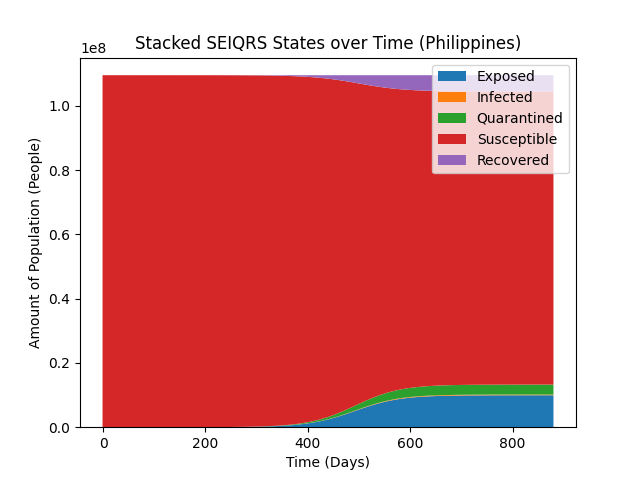 Stacked SEIQRS States over Time (Philippines)
1e8
Exposed
Infected
Quarantined
Susceptible
Recovered
1.0
0.8
0.6
0.4
0.2
0.0
Amount of Population (People)
0 200 400 600 800
Time (Days)